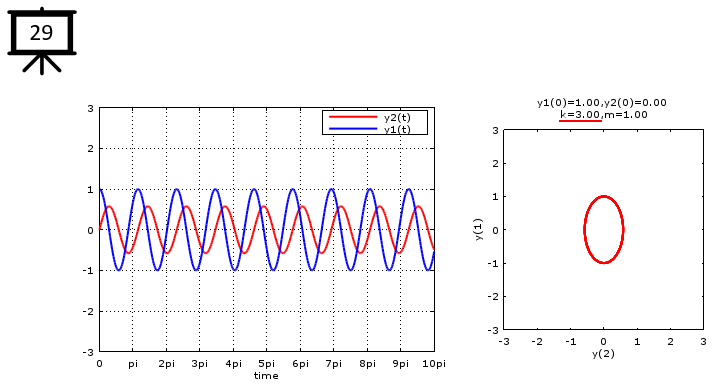 29
3
2
1
0
-1
-2
-3
y2(t)
y1(t)
0 pi 2pi 3pi 4pi 5pi 6pi 7pi 8pi 9pi 10pi
time
y1(0)=1.00,y2(0)=0.00
k=3.00,m=1.00
3
2
1
0
-1
-2
-3
y(1)
-3 -2 -1 0 1 2 3
y(2)